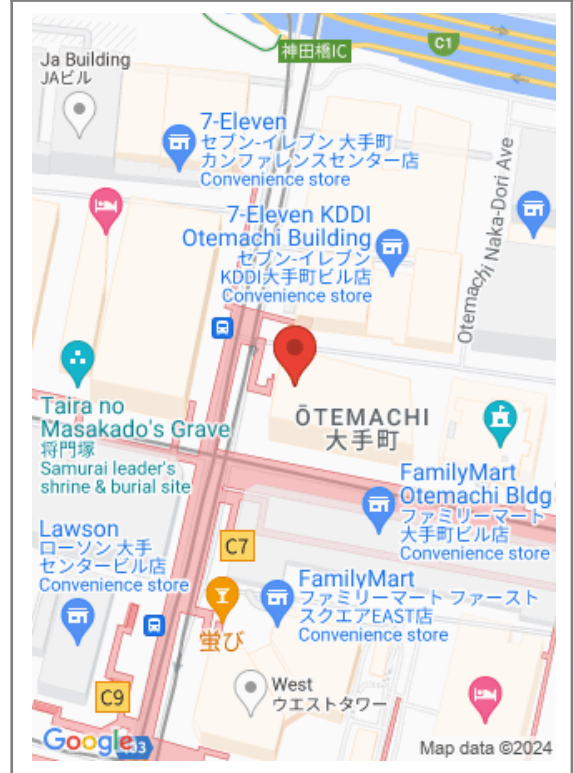 神田橋IC
C1
Ja Building
JAビル
7-Eleven
セブン-イレブン 大手町
カンファレンスセンター店
Convenience store
Otemachi Naka-Dori Ave
7-Eleven KDDI
Otemachi Building
セブン-イレブン
KDDI大手町ビル店
Convenience store
Taira no
Masakado's Grave
将門塚
Samurai leader's
shrine & burial site
ŌTEMACHI
大手町
FamilyMart
Otemachi Bldg
ファミリーマート
大手町ビル店
Convenience store
Lawson
ローソン 大手
センタービル店
Convenience store
C7
FamilyMart
ファミリーマート ファースト
スクエアEAST店
Convenience store
蛍び
West
ウエストタワー
C9
Google
Map data ©2024